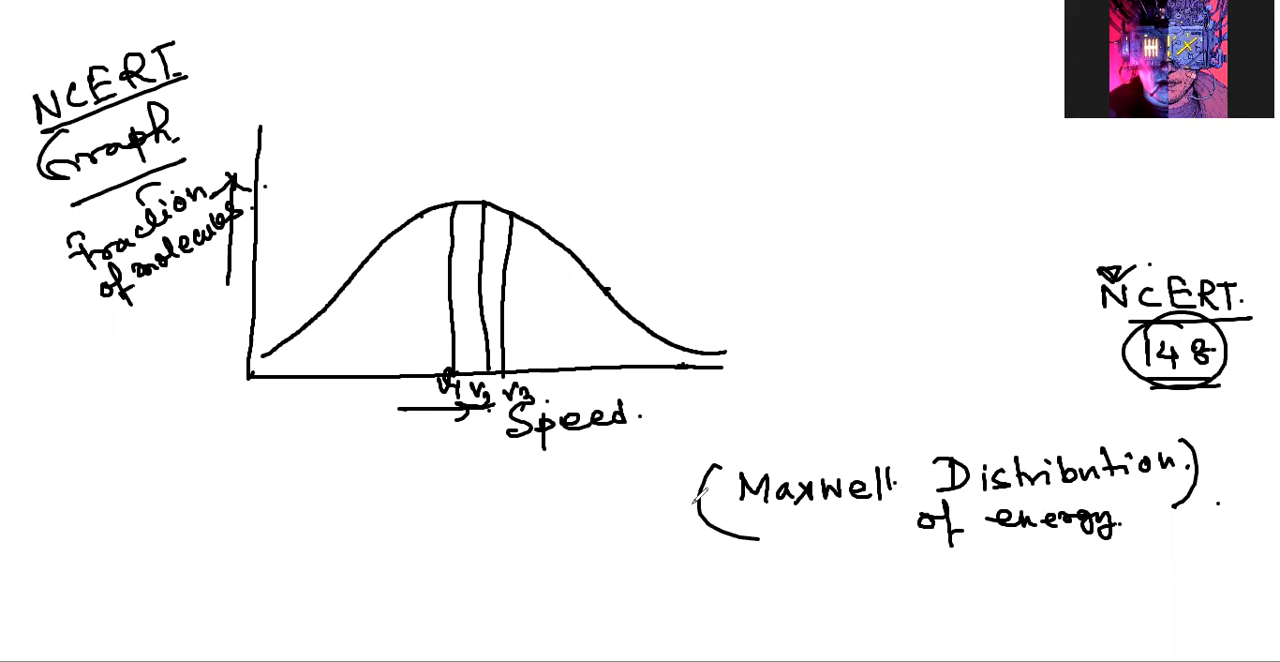 NCERT.
Graph.
Fraction
of molecules.
v1 v2 v3.
Speed.
NCERT.
148
(Maxwell Distribution.)
of energy.